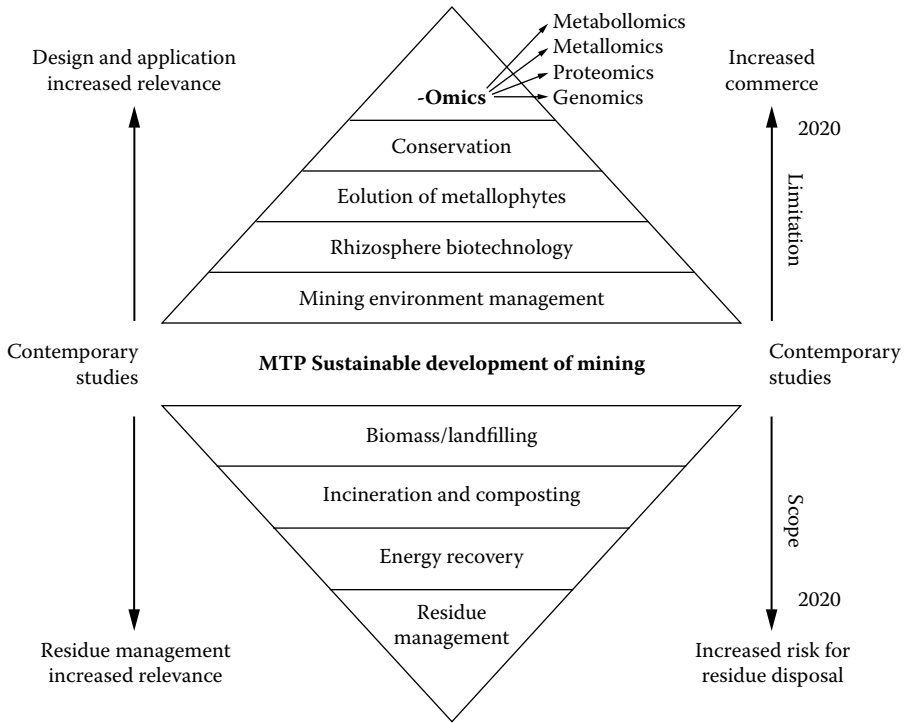 Metabollomics
Metallomics
Proteomics
Genomics
Design and application
increased relevance
-Omics
Increased
commerce
2020
Conservation
Eolution of metallophytes
Limitation
Rhizosphere biotechnology
Mining environment management
Contemporary
studies
MTP Sustainable development of mining
Contemporary
studies
Biomass/landfilling
Incineration and composting
Scope
Energy recovery
2020
Residue
management
Residue management
increased relevance
Increased risk for
residue disposal